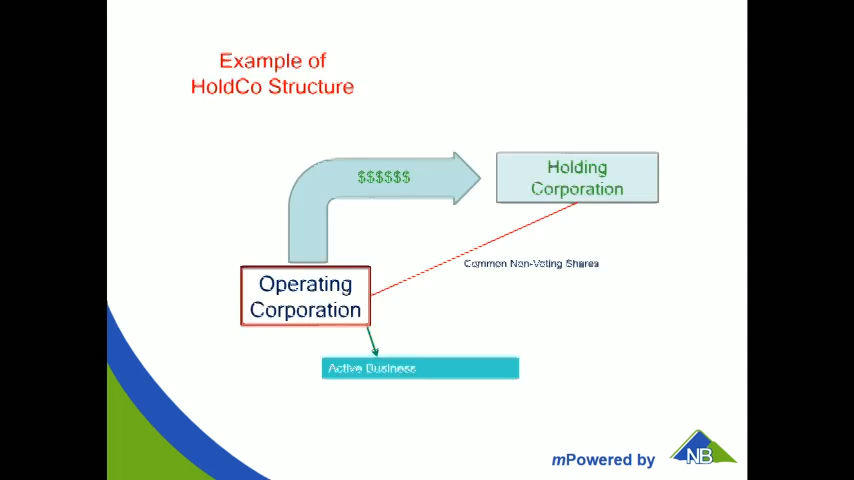 Example of
HoldCo Structure
$$$$$$
Holding
Corporation
Common Non-Voting Shares
Operating
Corporation
Active Business
mPowered by
NB